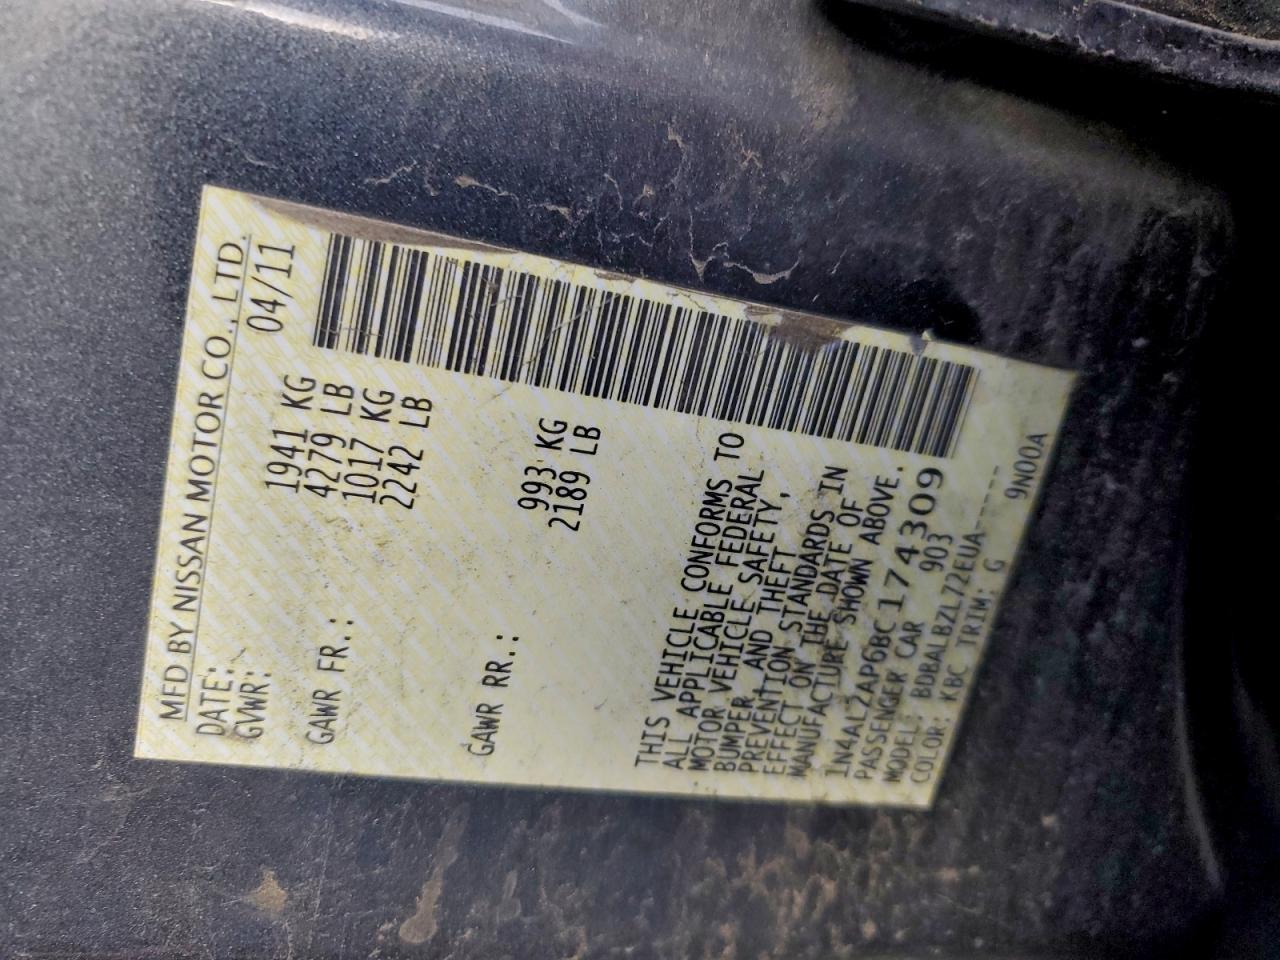 MFD BY NISSAN MOTOR CO., LTD.
DATE: 04/11
GVWR: 1941 KG
4279 LB
GAWR FR.: 1017 KG
2242 LB
GAWR RR.: 993 KG
2189 LB
THIS VEHICLE CONFORMS TO
ALL APPLICABLE FEDERAL
MOTOR VEHICLE SAFETY,
BUMPER AND THEFT
PREVENTION STANDARDS IN
EFFECT ON THE DATE OF
MANUFACTURE SHOWN ABOVE.
1N4AL2AP6BC174309
PASSENGER CAR 903
MODEL: BDBALBZL72EUA-----
COLOR: KBC TRIM: G 9N00A